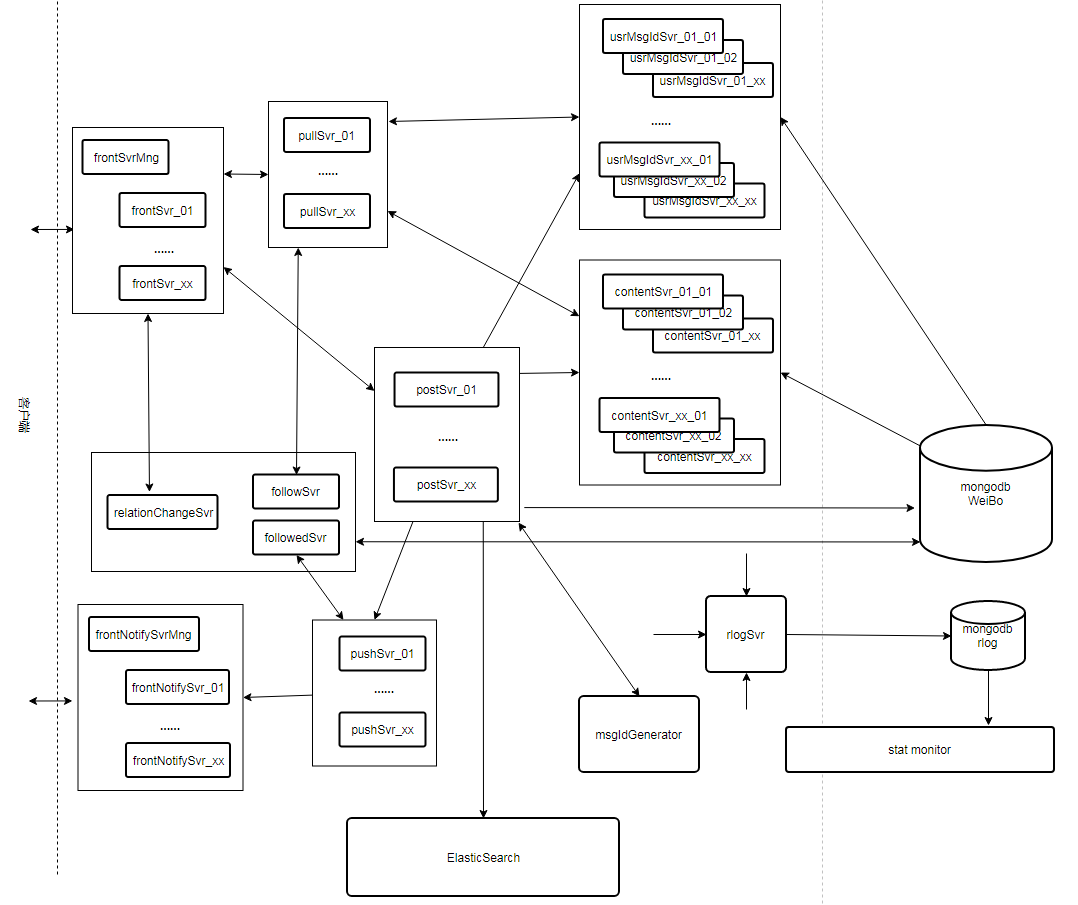 usrMsgIdSvr_01_01
usrMsgIdSvr_01_02
usrMsgIdSvr_01_xx
......
usrMsgIdSvr_xx_01
usrMsgIdSvr_xx_02
usrMsgIdSvr_xx_xx
pullSvr_01
......
pullSvr_xx
frontSvrMng
frontSvr_01
......
frontSvr_xx
contentSvr_01_01
contentSvr_01_02
contentSvr_01_xx
......
contentSvr_xx_01
contentSvr_xx_02
contentSvr_xx_xx
客户端
postSvr_01
......
postSvr_xx
relationChangeSvr
followSvr
followedSvr
mongodb
WeiBo
frontNotifySvrMng
frontNotifySvr_01
......
frontNotifySvr_xx
pushSvr_01
......
pushSvr_xx
rlogSvr
mongodb
rlog
msgIdGenerator
stat monitor
ElasticSearch